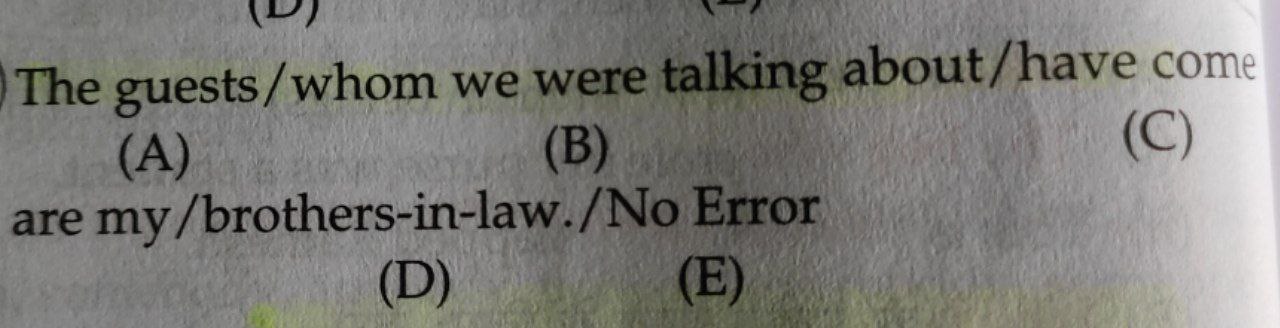 (D)
The guests/whom we were talking about/have come
(A) (B) (C)
are my/brothers-in-law./No Error
(D) (E)